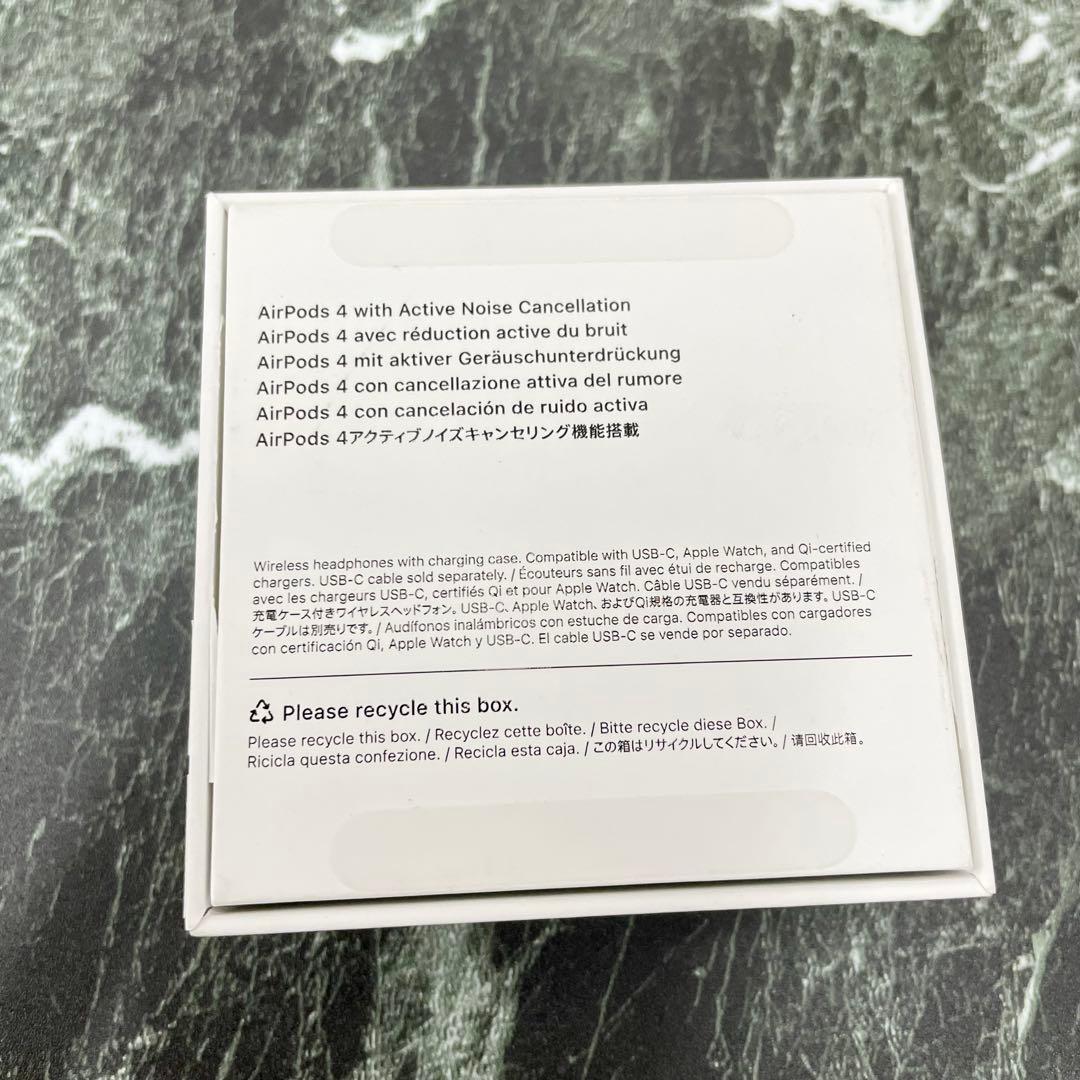 AirPods 4 with Active Noise Cancellation
AirPods 4 avec réduction active du bruit
AirPods 4 mit aktiver Geräuschunterdrückung
AirPods 4 con cancellazione attiva del rumore
AirPods 4 con cancelación de ruido activa
AirPods 4アクティブノイズキャンセリング機能搭載
Wireless headphones with charging case. Compatible with USB-C, Apple Watch, and Qi-certified
chargers. USB-C cable sold separately. / Écouteurs sans fil avec étui de recharge. Compatibles
avec les chargeurs USB-C, certifiés Qi et pour Apple Watch. Câble USB-C vendu séparément. /
充電ケース付きワイヤレスヘッドフォン。USB-C、Apple Watch、およびQi規格の充電器と互換性があります。USB-C
ケーブルは別売りです。/ Audífonos inalámbricos con estuche de carga. Compatibles con cargadores
con certificación Qi, Apple Watch y USB-C. El cable USB-C se vende por separado.
Please recycle this box.
Please recycle this box. / Recyclez cette boîte. / Bitte recycle diese Box. /
Ricicla questa confezione. / Recicla esta caja. / この箱はリサイクルしてください。/ 请回收此箱。